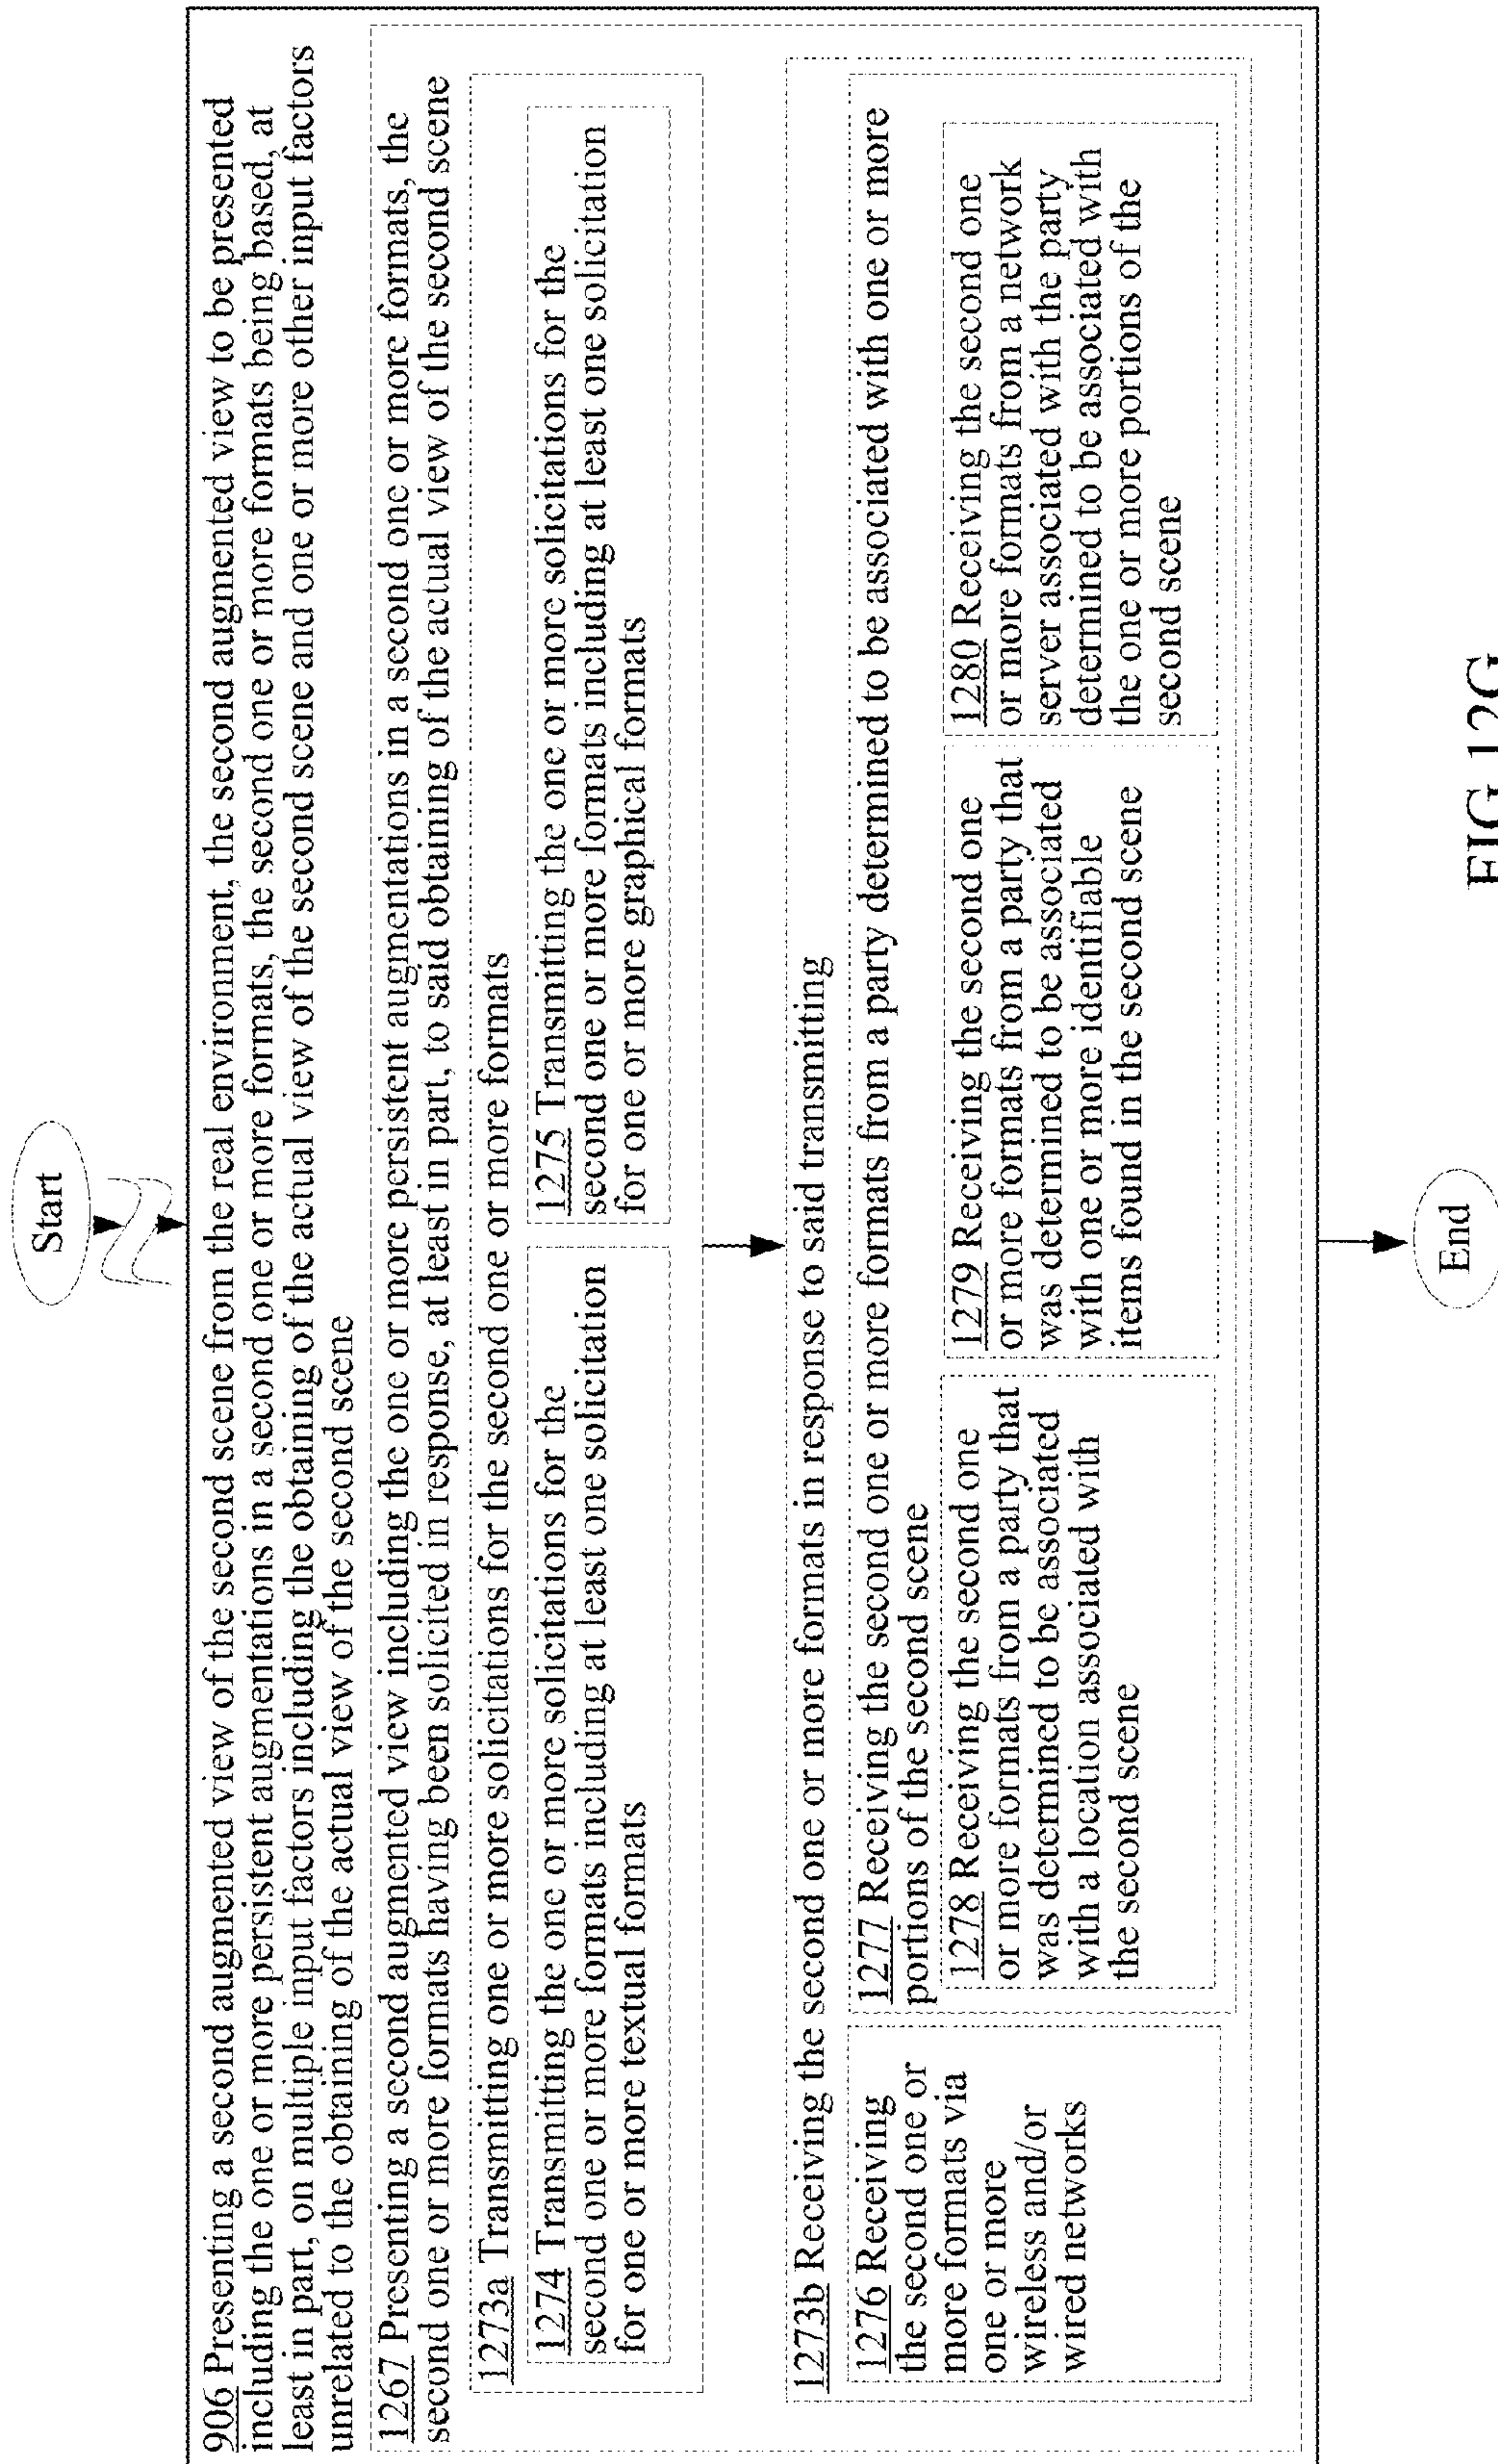 Start
906 Presenting a second augmented view of the second scene from the real environment, the second augmented view to be presented
including the one or more persistent augmentations in a second one or more formats, the second one or more formats being based, at
least in part, on multiple input factors including the obtaining of the actual view of the second scene and one or more other input factors
unrelated to the obtaining of the actual view of the second scene
1267 Presenting a second augmented view including the one or more persistent augmentations in a second one or more formats, the
second one or more formats having been solicited in response, at least in part, to said obtaining of the actual view of the second scene
1273a Transmitting one or more solicitations for the second one or more formats
1274 Transmitting the one or more solicitations for the
second one or more formats including at least one solicitation
for one or more textual formats
1275 Transmitting the one or more solicitations for the
second one or more formats including at least one solicitation
for one or more graphical formats
1273b Receiving the second one or more formats in response to said transmitting
1276 Receiving
the second one or
more formats via
one or more
wireless and/or
wired networks
1277 Receiving the second one or more formats from a party determined to be associated with one or more
portions of the second scene
1278 Receiving the second one
or more formats from a party that
was determined to be associated
with a location associated with
the second scene
1279 Receiving the second one
or more formats from a party that
was determined to be associated
with one or more identifiable
items found in the second scene
1280 Receiving the second one
or more formats from a network
server associated with the party
determined to be associated with
the one or more portions of the
second scene
End
FIG 12G